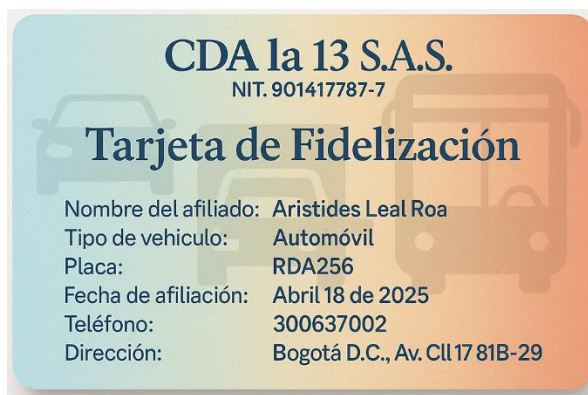 CDA la 13 S.A.S.
NIT. 901417787-7
Tarjeta de Fidelización
Nombre del afiliado: Aristides Leal Roa
Tipo de vehiculo: Automóvil
Placa: RDA256
Fecha de afiliación: Abril 18 de 2025
Teléfono: 300637002
Dirección: Bogotá D.C., Av. Cll 17 81B-29